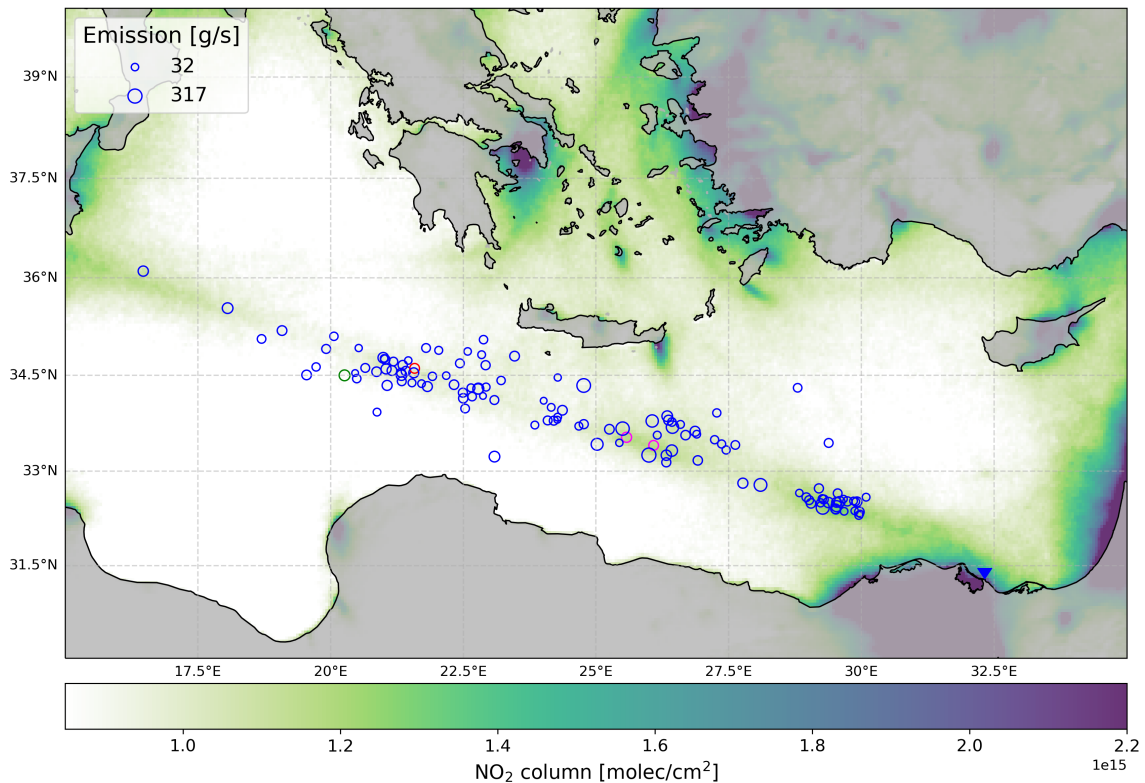 Emission [g/s]
32
317
39°N
37.5°N
36°N
34.5°N
33°N
31.5°N
17.5°E 20°E 22.5°E 25°E 27.5°E 30°E 32.5°E
1.0 1.2 1.4 1.6 1.8 2.0 2.2
1e15
NO₂ column [molec/cm²]